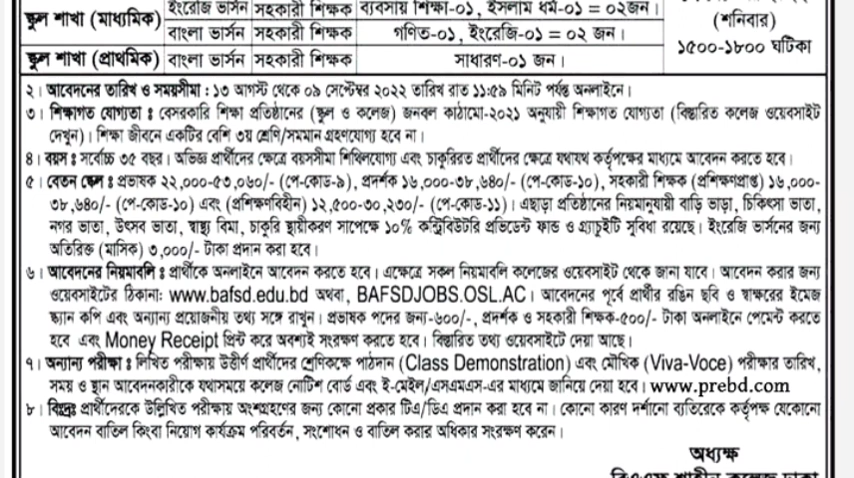 ইংরেজি ভার্সন সহকারী শিক্ষক ব্যবসায় শিক্ষা-০১, ইসলাম ধর্ম-০১ = ০২জন।
স্কুল শাখা (মাধ্যমিক)
(শনিবার)
বাংলা ভার্সন সহকারী শিক্ষক গণিত-০১, ইংরেজি-০১ = ০২ জন।
১৫০০-১৮০০ ঘটিকা
স্কুল শাখা (প্রাথমিক) বাংলা ভার্সন সহকারী শিক্ষক সাধারণ-০১ জন।
২। আবেদনের তারিখ ও সময়সীমা : ১৩ আগস্ট থেকে ০৯ সেপ্টেম্বর ২০২২ তারিখ রাত ১১:৫৯ মিনিট পর্যন্ত অনলাইনে।
৩। শিক্ষাগত যোগ্যতা : বেসরকারি শিক্ষা প্রতিষ্ঠানের (স্কুল ও কলেজ) জনবল কাঠামো-২০২১ অনুযায়ী শিক্ষাগত যোগ্যতা (বিস্তারিত কলেজ ওয়েবসাইট
দেখুন)। শিক্ষা জীবনে একটির বেশি ৩য় শ্রেণি/সমমান গ্রহণযোগ্য হবে না।
৪। বয়স : সর্বোচ্চ ৩৫ বছর। অভিজ্ঞ প্রার্থীদের ক্ষেত্রে বয়সসীমা শিথিলযোগ্য এবং চাকুরিরত প্রার্থীদের ক্ষেত্রে যথাযথ কর্তৃপক্ষের মাধ্যমে আবেদন করতে হবে।
৫। বেতন স্কেল : প্রভাষক ২২,০০০-৫৩,০৬০/- (পে-কোড-৯), প্রদর্শক ১৬,০০০-৩৮,৬৪০/- (পে-কোড-১০), সহকারী শিক্ষক (প্রশিক্ষণপ্রাপ্ত) ১৬,০০০-
৩৮,৬৪০/- (পে-কোড-১০) এবং (প্রশিক্ষণবিহীন) ১২,৫০০-৩০,২৩০/- (পে-কোড-১১)। এছাড়া প্রতিষ্ঠানের নিয়মানুযায়ী বাড়ি ভাড়া, চিকিৎসা ভাতা,
নগর ভাতা, উৎসব ভাতা, স্বাস্থ্য বিমা, চাকুরি স্থায়ীকরণ সাপেক্ষে ১০% কন্ট্রিবিউটরি প্রভিডেন্ট ফান্ড ও গ্র্যাচুইটি সুবিধা রয়েছে। ইংরেজি ভার্সনের জন্য
অতিরিক্ত (মাসিক) ৩,০০০/- টাকা প্রদান করা হবে।
৬। আবেদনের নিয়মাবলি : প্রার্থীকে অনলাইনে আবেদন করতে হবে। এক্ষেত্রে সকল নিয়মাবলি কলেজের ওয়েবসাইট থেকে জানা যাবে। আবেদন করার জন্য
ওয়েবসাইটের ঠিকানা: www.bafsd.edu.bd অথবা, BAFSDJOBS.OSL.AC। আবেদনের পূর্বে প্রার্থীর রঙিন ছবি ও স্বাক্ষরের ইমেজ
স্ক্যান কপি এবং অন্যান্য প্রয়োজনীয় তথ্য সঙ্গে রাখুন। প্রভাষক পদের জন্য-৬০০/-, প্রদর্শক ও সহকারী শিক্ষক-৫০০/- টাকা অনলাইনে পেমেন্ট করতে
হবে এবং Money Receipt প্রিন্ট করে অবশ্যই সংরক্ষণ করতে হবে। বিস্তারিত তথ্য ওয়েবসাইটে দেয়া আছে।
৭। অন্যান্য পরীক্ষা : লিখিত পরীক্ষায় উত্তীর্ণ প্রার্থীদের শ্রেণিকক্ষে পাঠদান (Class Demonstration) এবং মৌখিক (Viva-Voce) পরীক্ষার তারিখ,
সময় ও স্থান আবেদনকারীকে যথাসময়ে কলেজ নোটিশ বোর্ড এবং ই-মেইল/এসএমএস-এর মাধ্যমে জানিয়ে দেয়া হবে। www.prebd.com
৮। বিঃদ্রঃ প্রার্থীদেরকে উল্লিখিত পরীক্ষায় অংশগ্রহণের জন্য কোনো প্রকার টিএ/ডিএ প্রদান করা হবে না। কোনো কারণ দর্শানো ব্যতিরেকে কর্তৃপক্ষ যেকোনো
আবেদন বাতিল কিংবা নিয়োগ কার্যক্রম পরিবর্তন, সংশোধন ও বাতিল করার অধিকার সংরক্ষণ করেন।
অধ্যক্ষ
বিএএফ শাহীন কলেজ ঢাকা